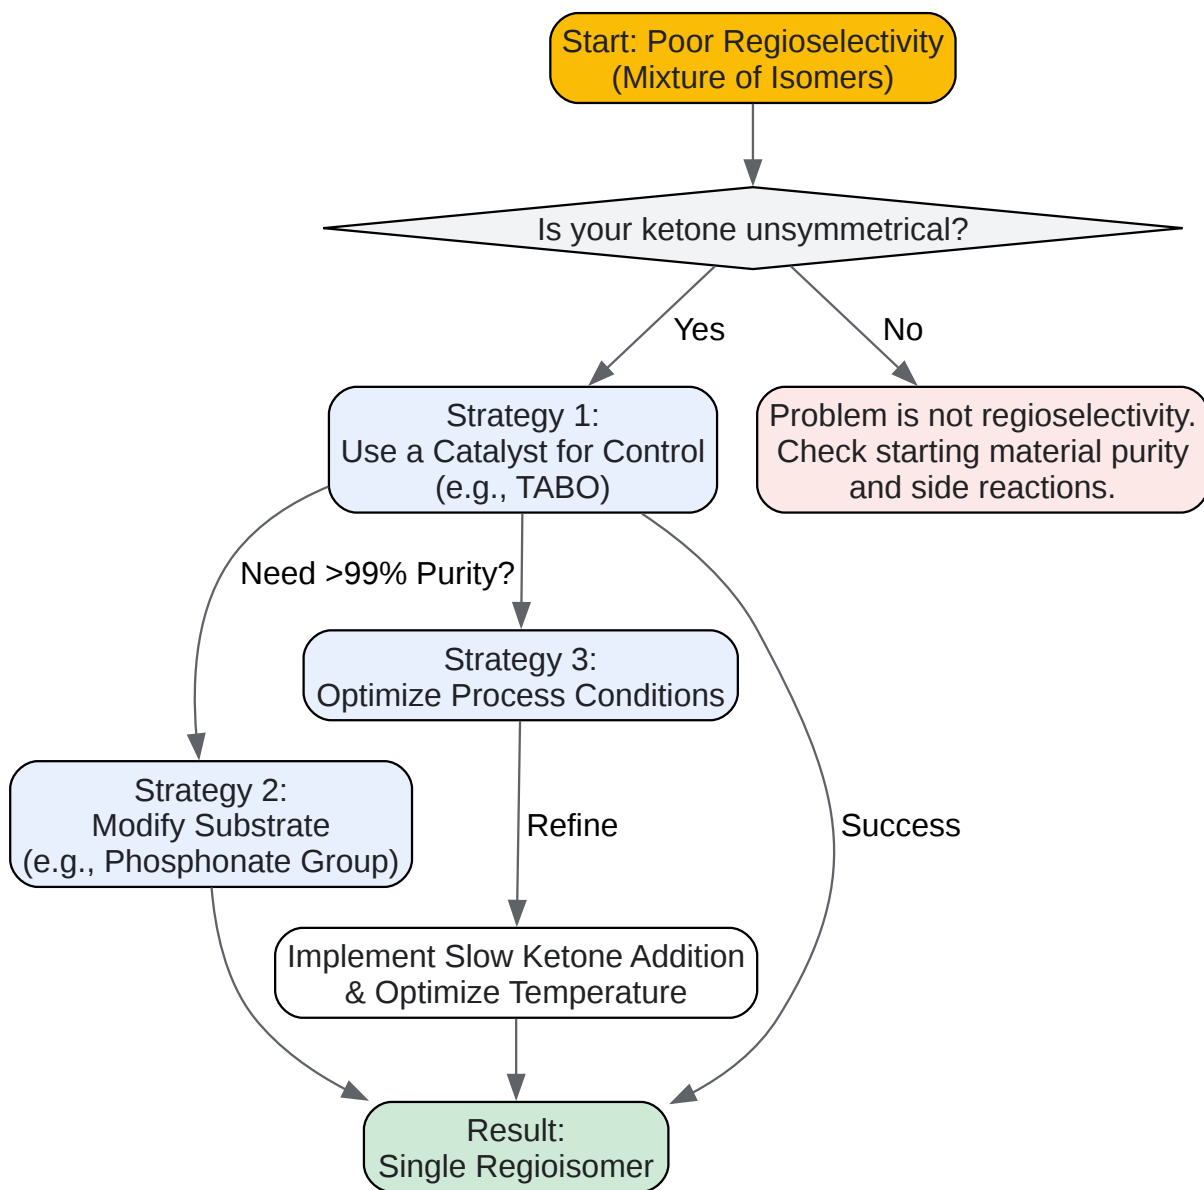 Start: Poor Regioselectivity
(Mixture of Isomers)
Is your ketone unsymmetrical?
Yes
No
Strategy 1:
Use a Catalyst for Control
(e.g., TABO)
Problem is not regioselectivity.
Check starting material purity
and side reactions.
Need >99% Purity?
Strategy 3:
Optimize Process Conditions
Strategy 2:
Modify Substrate
(e.g., Phosphonate Group)
Refine
Success
Implement Slow Ketone Addition
& Optimize Temperature
Result:
Single Regioisomer